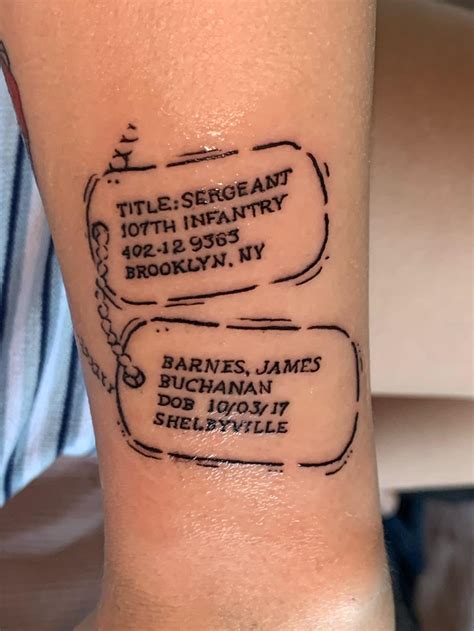 TITLE: SERGEANT
107TH INFANTRY
402-12 9363
BROOKLYN, NY
BARNES, JAMES
BUCHANAN
DOB 10/03/17
SHELBYVILLE